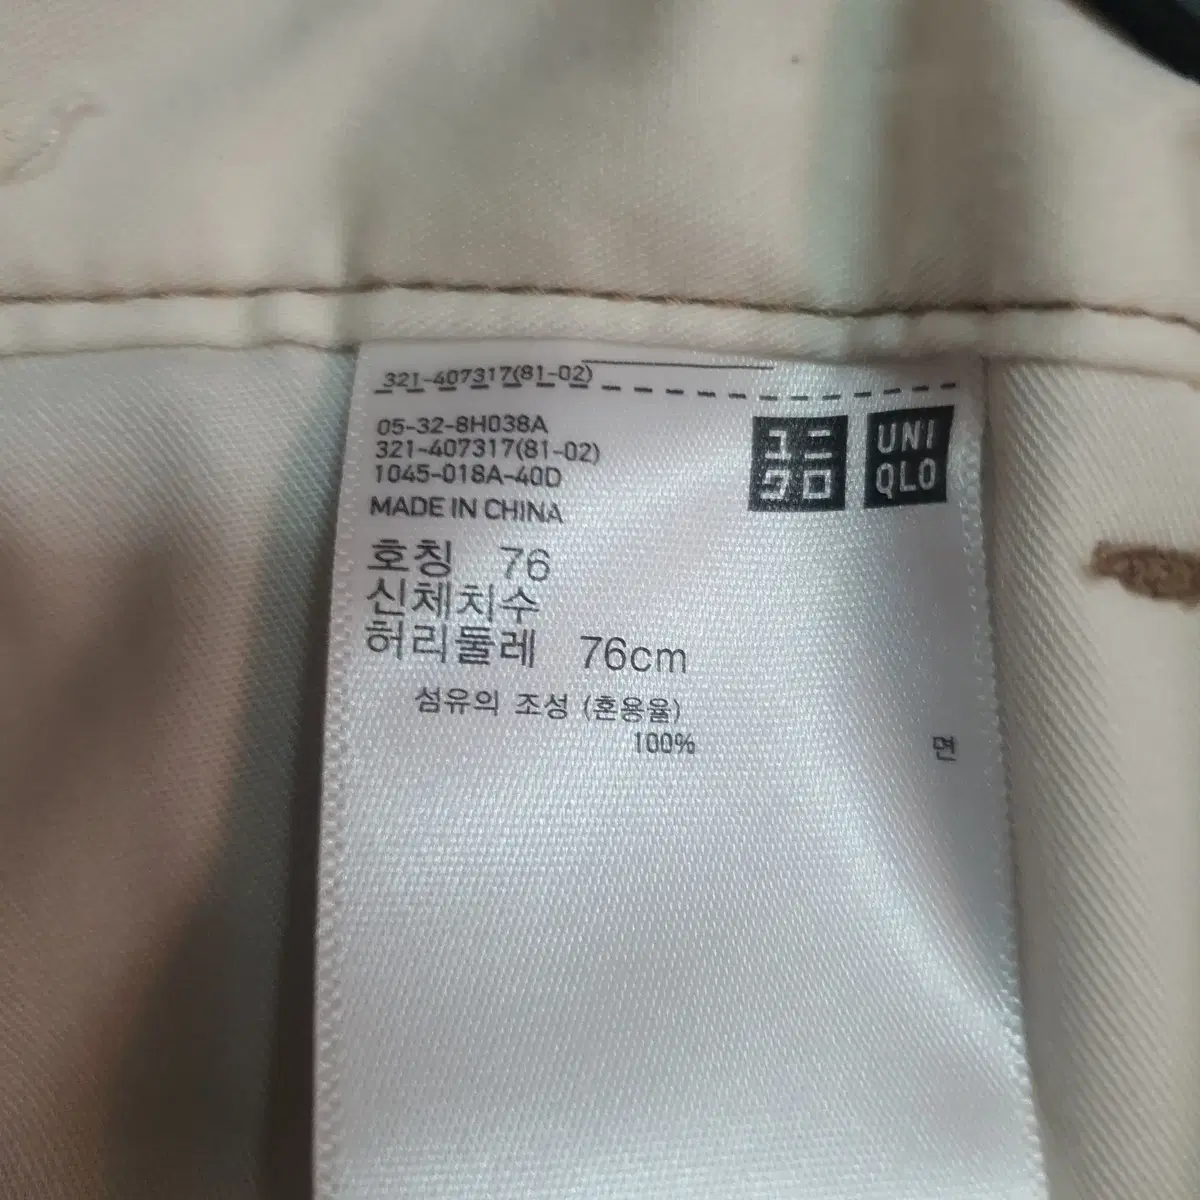 321-407317(81-02)
05-32-8H038A
321-407317(81-02)
1045-018A-40D
MADE IN CHINA
ユニ
クロ
UNI
QLO
호칭 76
신체치수
허리둘레 76cm
섬유의 조성 (혼용율)
100% 면